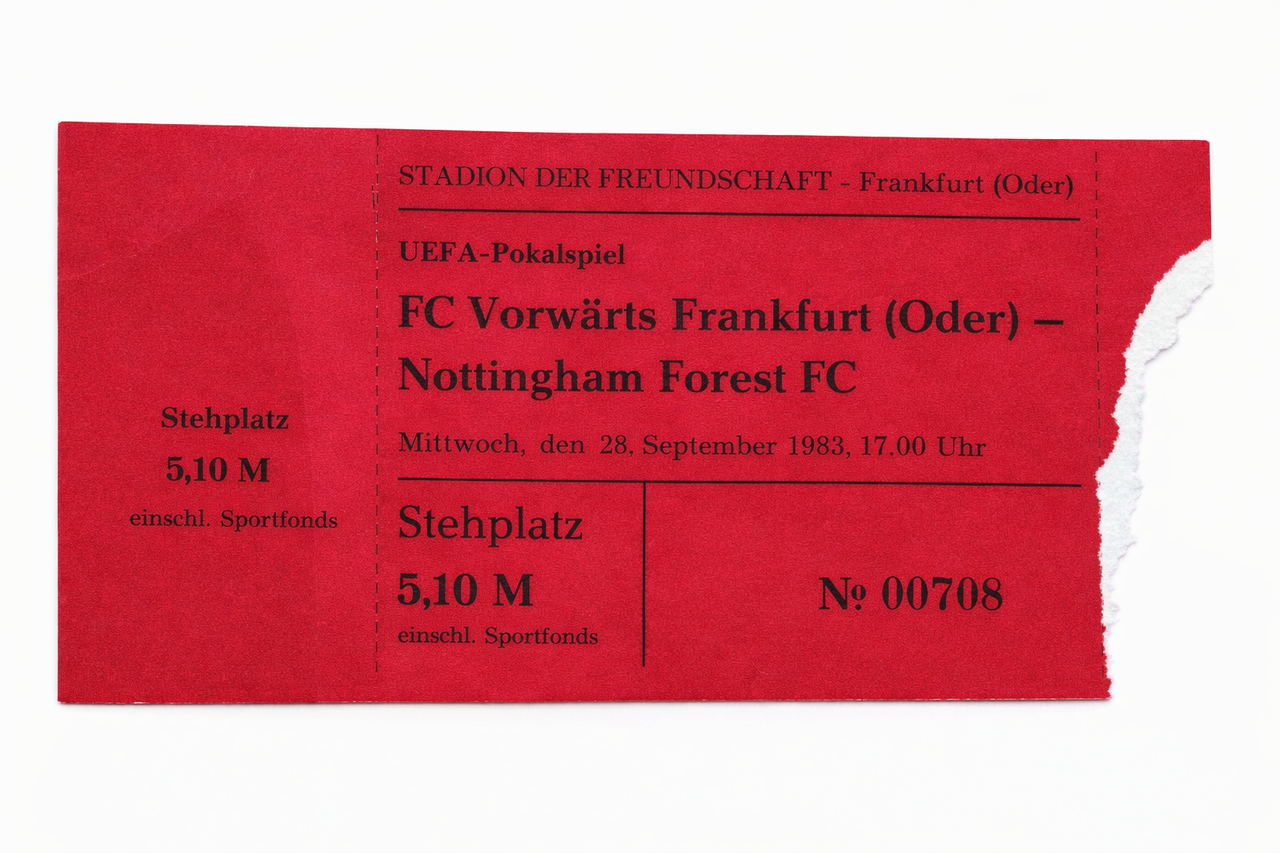 Stehplatz
5,10 M
einschl. Sportfonds
STADION DER FREUNDSCHAFT - Frankfurt (Oder)
UEFA-Pokalspiel
FC Vorwärts Frankfurt (Oder) —
Nottingham Forest FC
Mittwoch, den 28. September 1983, 17.00 Uhr
Stehplatz
5,10 M
einschl. Sportfonds
№ 00708